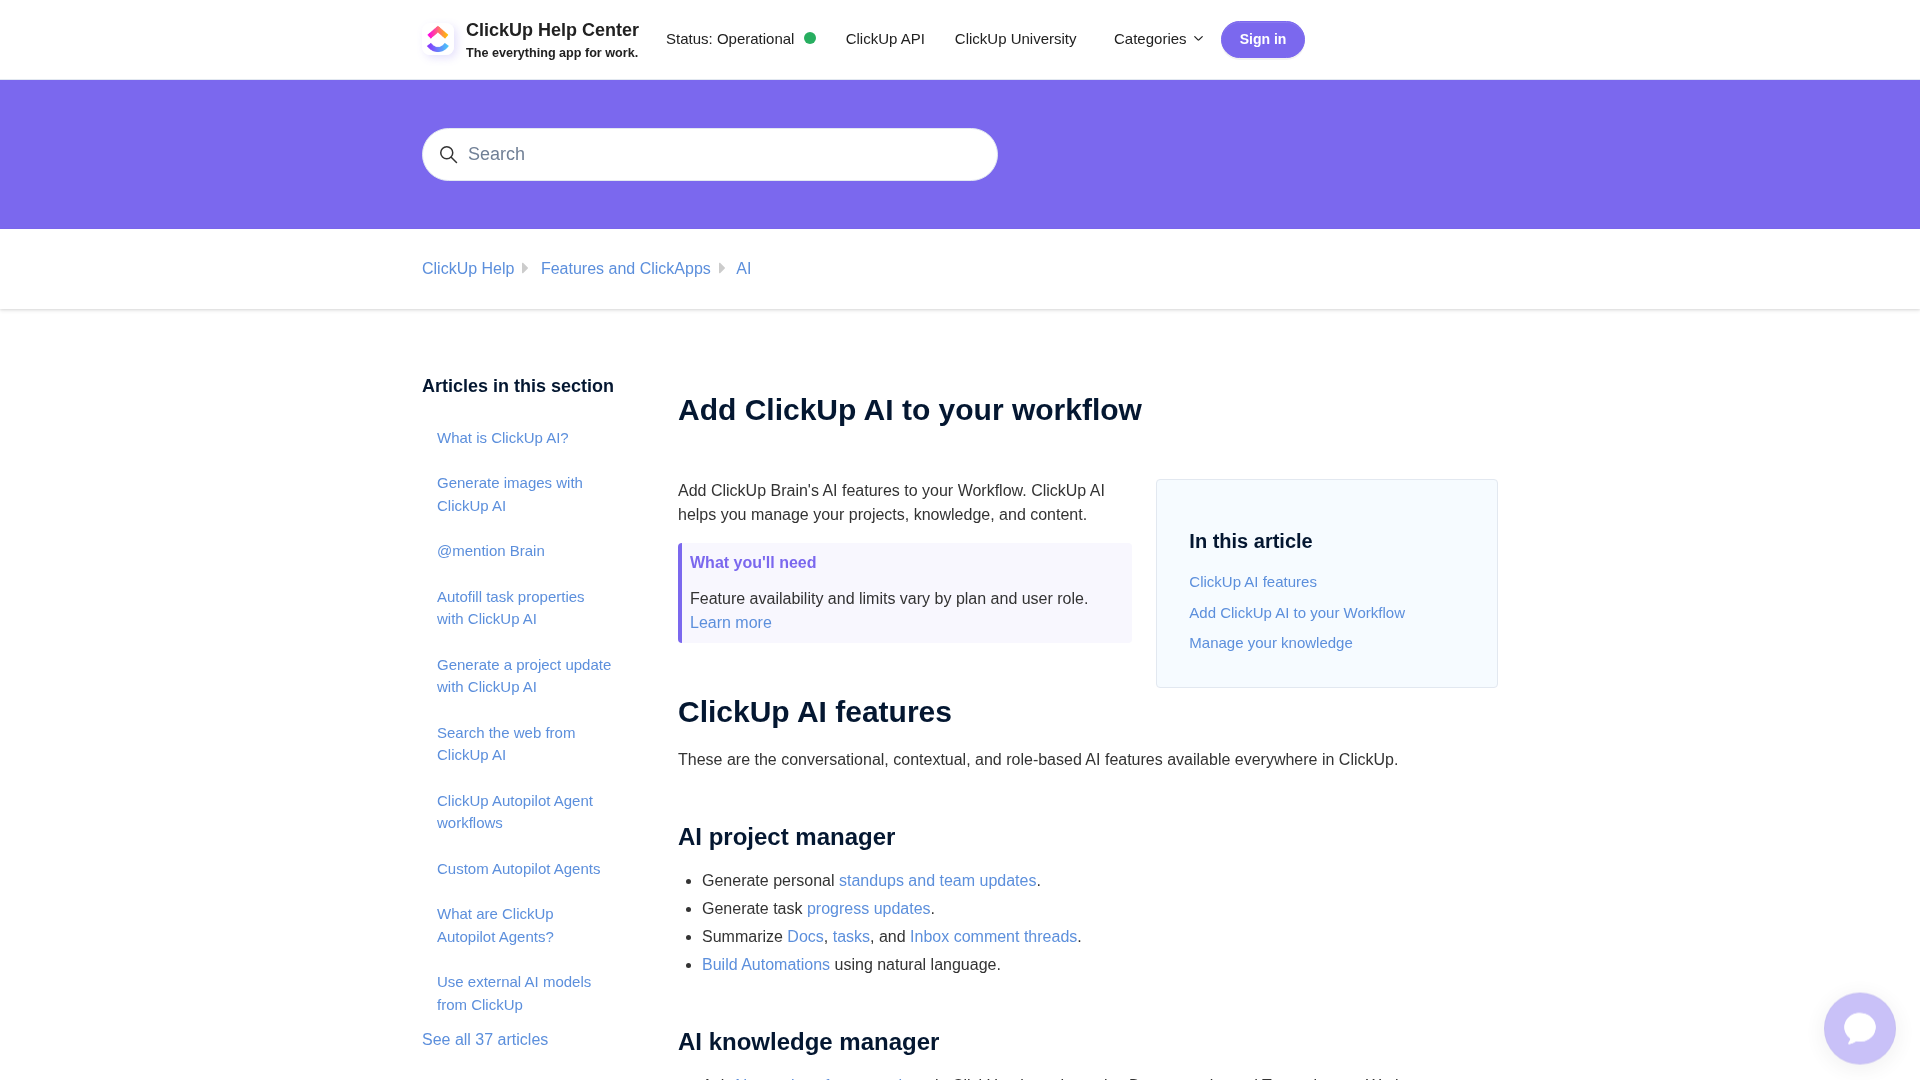 ClickUp Help Center
The everything app for work.
Status: Operational
ClickUp API
ClickUp University
Categories
Sign in
Search
ClickUp Help
Features and ClickApps
AI
Articles in this section
What is ClickUp AI?
Generate images with
ClickUp AI
@mention Brain
Autofill task properties
with ClickUp AI
Generate a project update
with ClickUp AI
Search the web from
ClickUp AI
ClickUp Autopilot Agent
workflows
Custom Autopilot Agents
What are ClickUp
Autopilot Agents?
Use external AI models
from ClickUp
See all 37 articles
Add ClickUp AI to your workflow
Add ClickUp Brain's AI features to your Workflow. ClickUp AI
helps you manage your projects, knowledge, and content.
What you'll need
Feature availability and limits vary by plan and user role.
Learn more
In this article
ClickUp AI features
Add ClickUp AI to your Workflow
Manage your knowledge
ClickUp AI features
These are the conversational, contextual, and role-based AI features available everywhere in ClickUp.
AI project manager
Generate personal standups and team updates.
Generate task progress updates.
Summarize Docs, tasks, and Inbox comment threads.
Build Automations using natural language.
AI knowledge manager